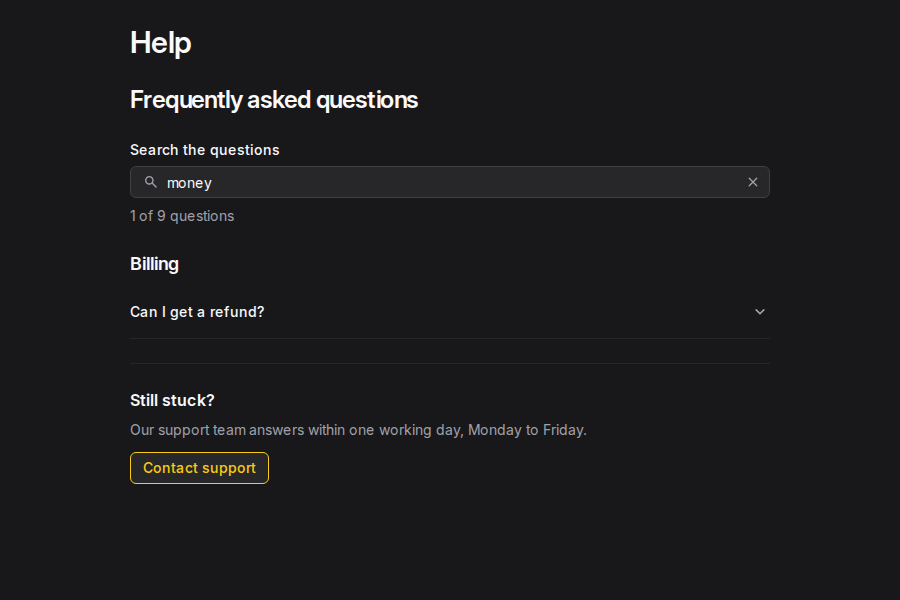 Help
Frequently asked questions
Search the questions
money
1 of 9 questions
Billing
Can I get a refund?
Still stuck?
Our support team answers within one working day, Monday to Friday.
Contact support